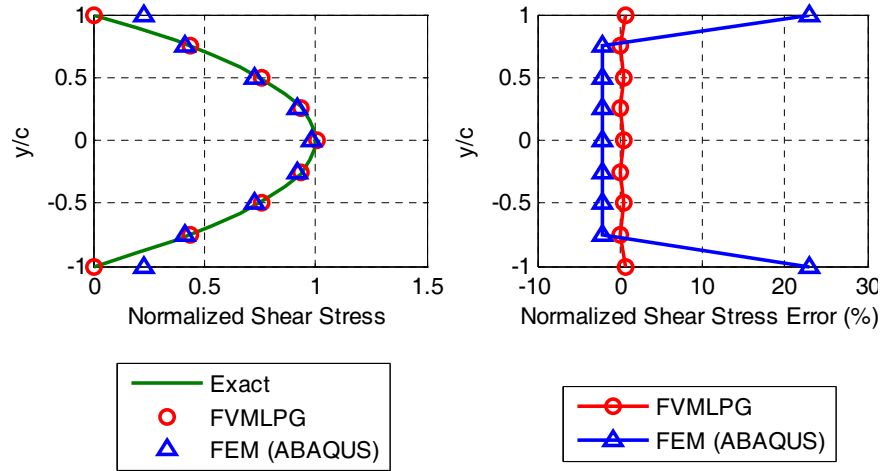 1
0.5
0
-0.5
-1
y/c
0 0.5 1 1.5
Normalized Shear Stress
Exact
FVMLPG
FEM (ABAQUS)
1
0.5
0
-0.5
-1
y/c
-10 0 10 20 30
Normalized Shear Stress Error (%)
FVMLPG
FEM (ABAQUS)